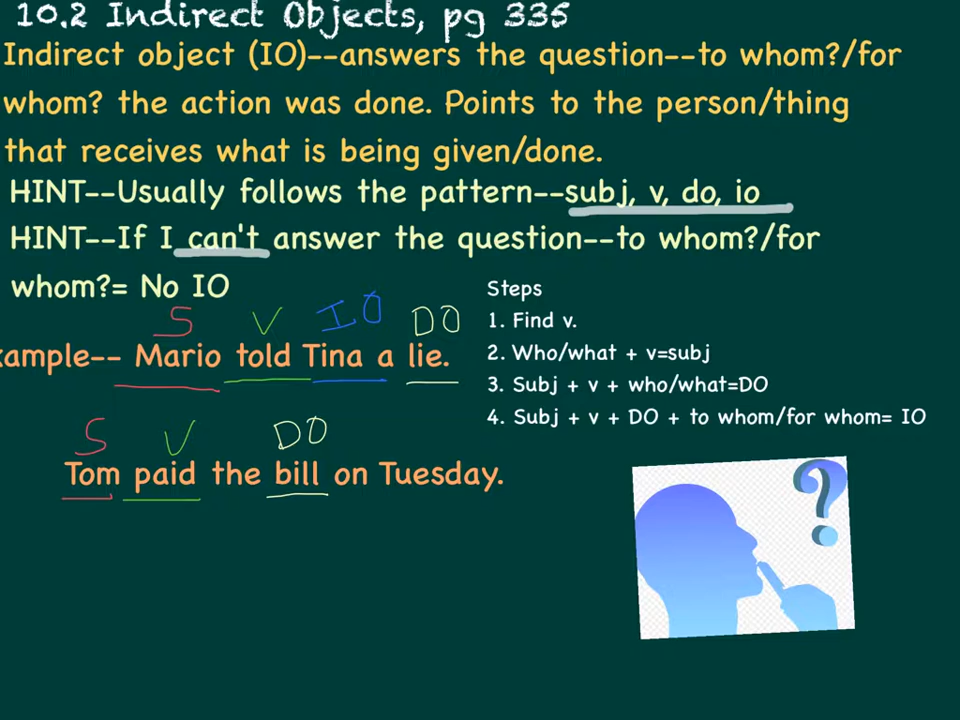 10.2 Indirect Objects, pg 335
Indirect object (IO)--answers the question--to whom?/for
whom? the action was done. Points to the person/thing
that receives what is being given/done.
HINT--Usually follows the pattern--subj, v, do, io
HINT--If I can't answer the question--to whom?/for
whom?= No IO
S V IO DO
xample-- Mario told Tina a lie.
S V DO
Tom paid the bill on Tuesday.
Steps
1. Find v.
2. Who/what + v=subj
3. Subj + v + who/what=DO
4. Subj + v + DO + to whom/for whom= IO
?